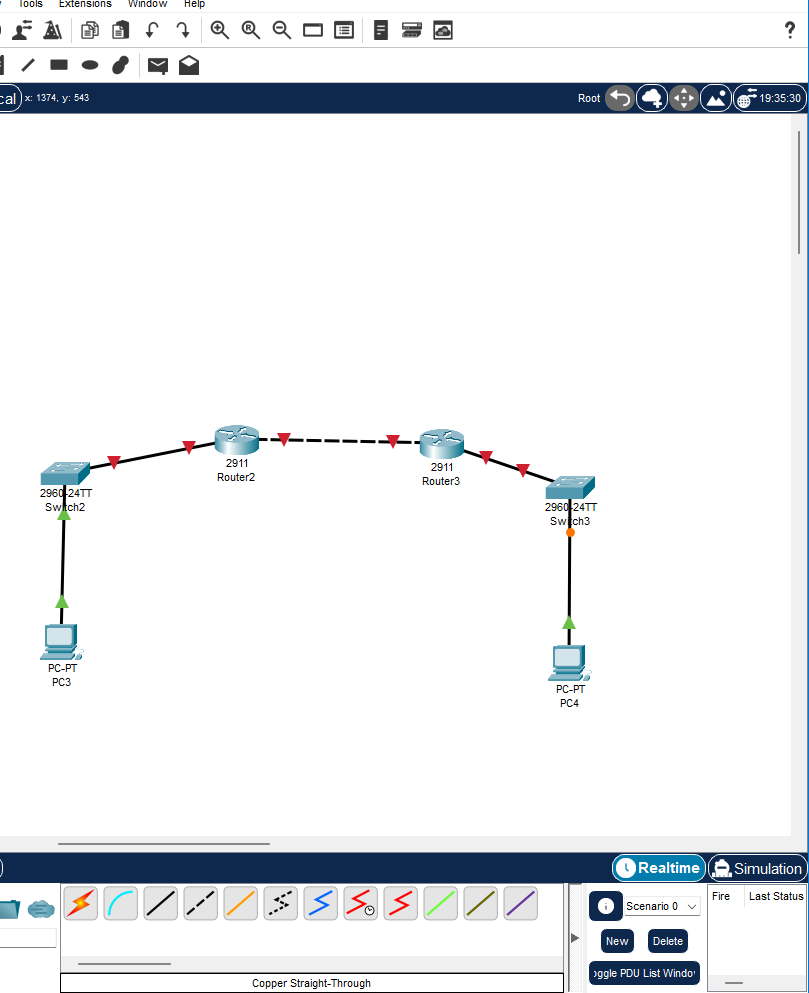 Tools Extensions Window Help
cal x: 1374, y: 543 Root 19:35:30
2911
Router2
2911
Router3
2960-24TT
Switch2
2960-24TT
Switch3
PC-PT
PC3
PC-PT
PC4
Realtime Simulation
Scenario 0
New Delete
oggle PDU List Windo
Fire Last Status
Copper Straight-Through